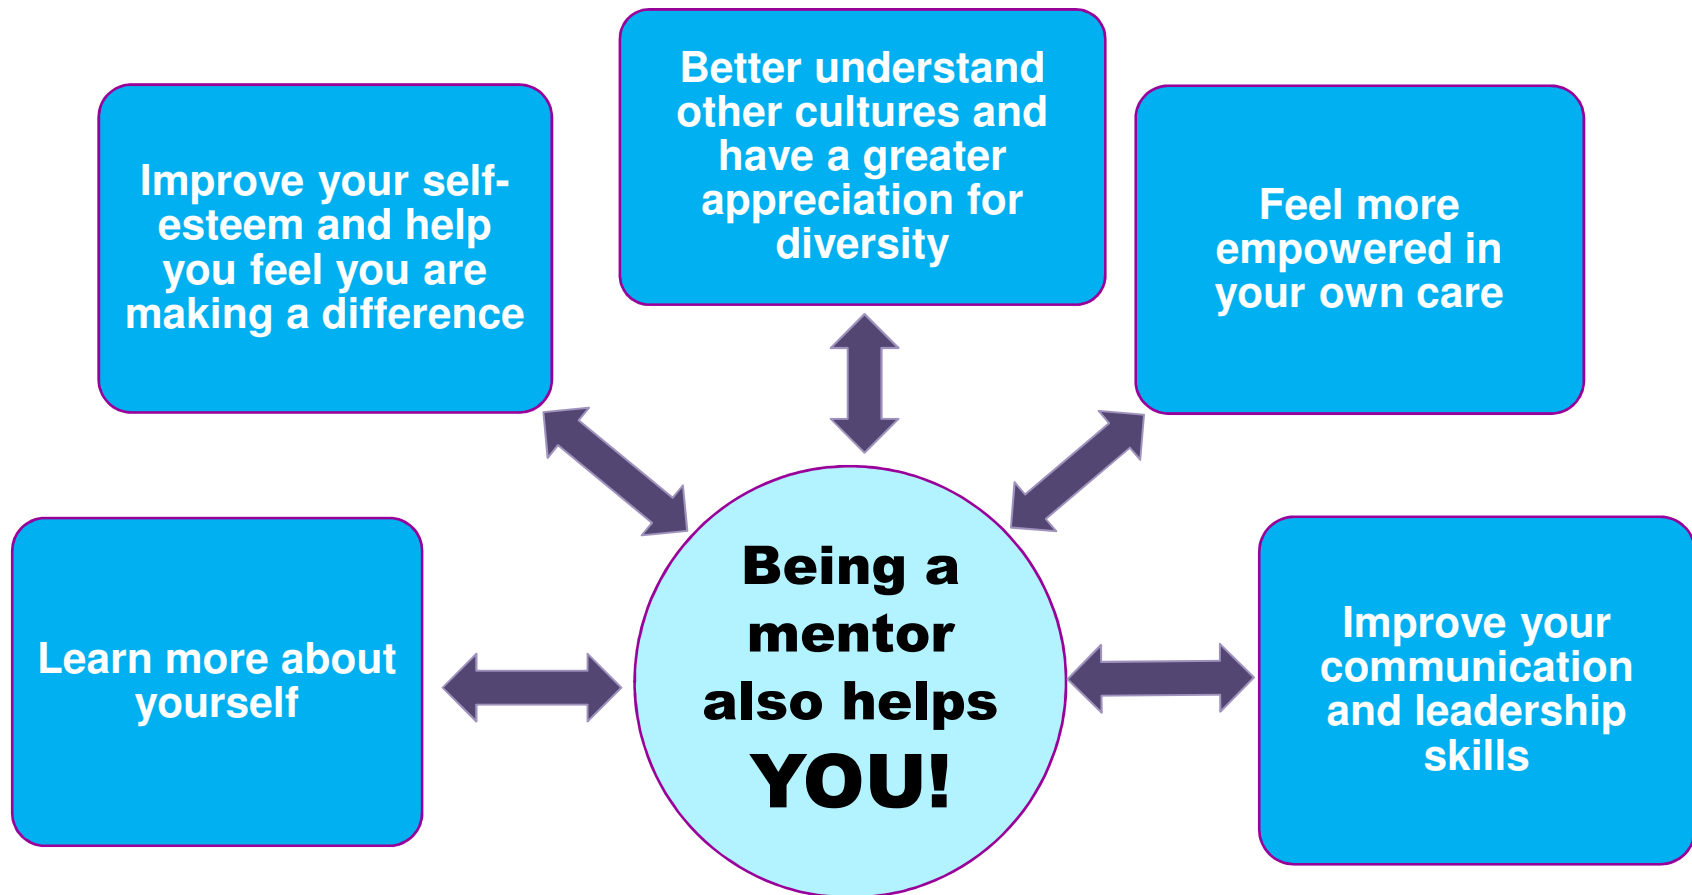 Better understand
other cultures and
have a greater
appreciation for
diversity
Improve your self-
esteem and help
you feel you are
making a difference
Feel more
empowered in
your own care
Learn more about
yourself
Being a
mentor
also helps
YOU!
Improve your
communication
and leadership
skills